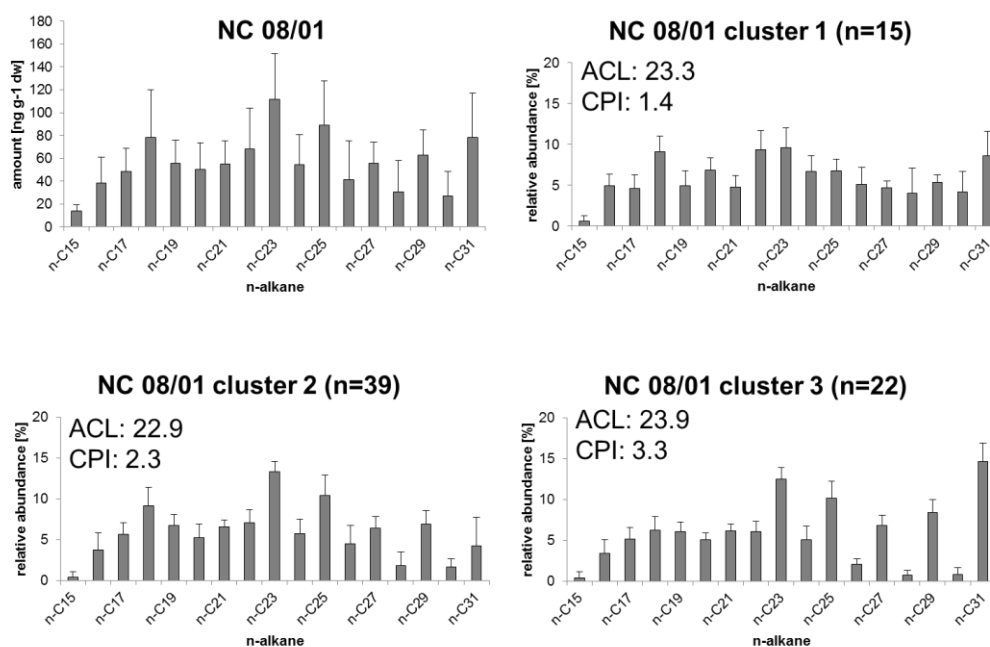 NC 08/01
amount [ng g-1 dw]
180
160
140
120
100
80
60
40
20
0
n-C15
n-C17
n-C19
n-C21
n-C23
n-C25
n-C27
n-C29
n-C31
n-alkane
NC 08/01 cluster 1 (n=15)
ACL: 23.3
CPI: 1.4
relative abundance [%]
20
15
10
5
0
n-C15
n-C17
n-C19
n-C21
n-C23
n-C25
n-C27
n-C29
n-C31
n-alkane
NC 08/01 cluster 2 (n=39)
ACL: 22.9
CPI: 2.3
relative abundance [%]
20
15
10
5
0
n-C15
n-C17
n-C19
n-C21
n-C23
n-C25
n-C27
n-C29
n-C31
n-alkane
NC 08/01 cluster 3 (n=22)
ACL: 23.9
CPI: 3.3
relative abundance [%]
20
15
10
5
0
n-C15
n-C17
n-C19
n-C21
n-C23
n-C25
n-C27
n-C29
n-C31
n-alkane